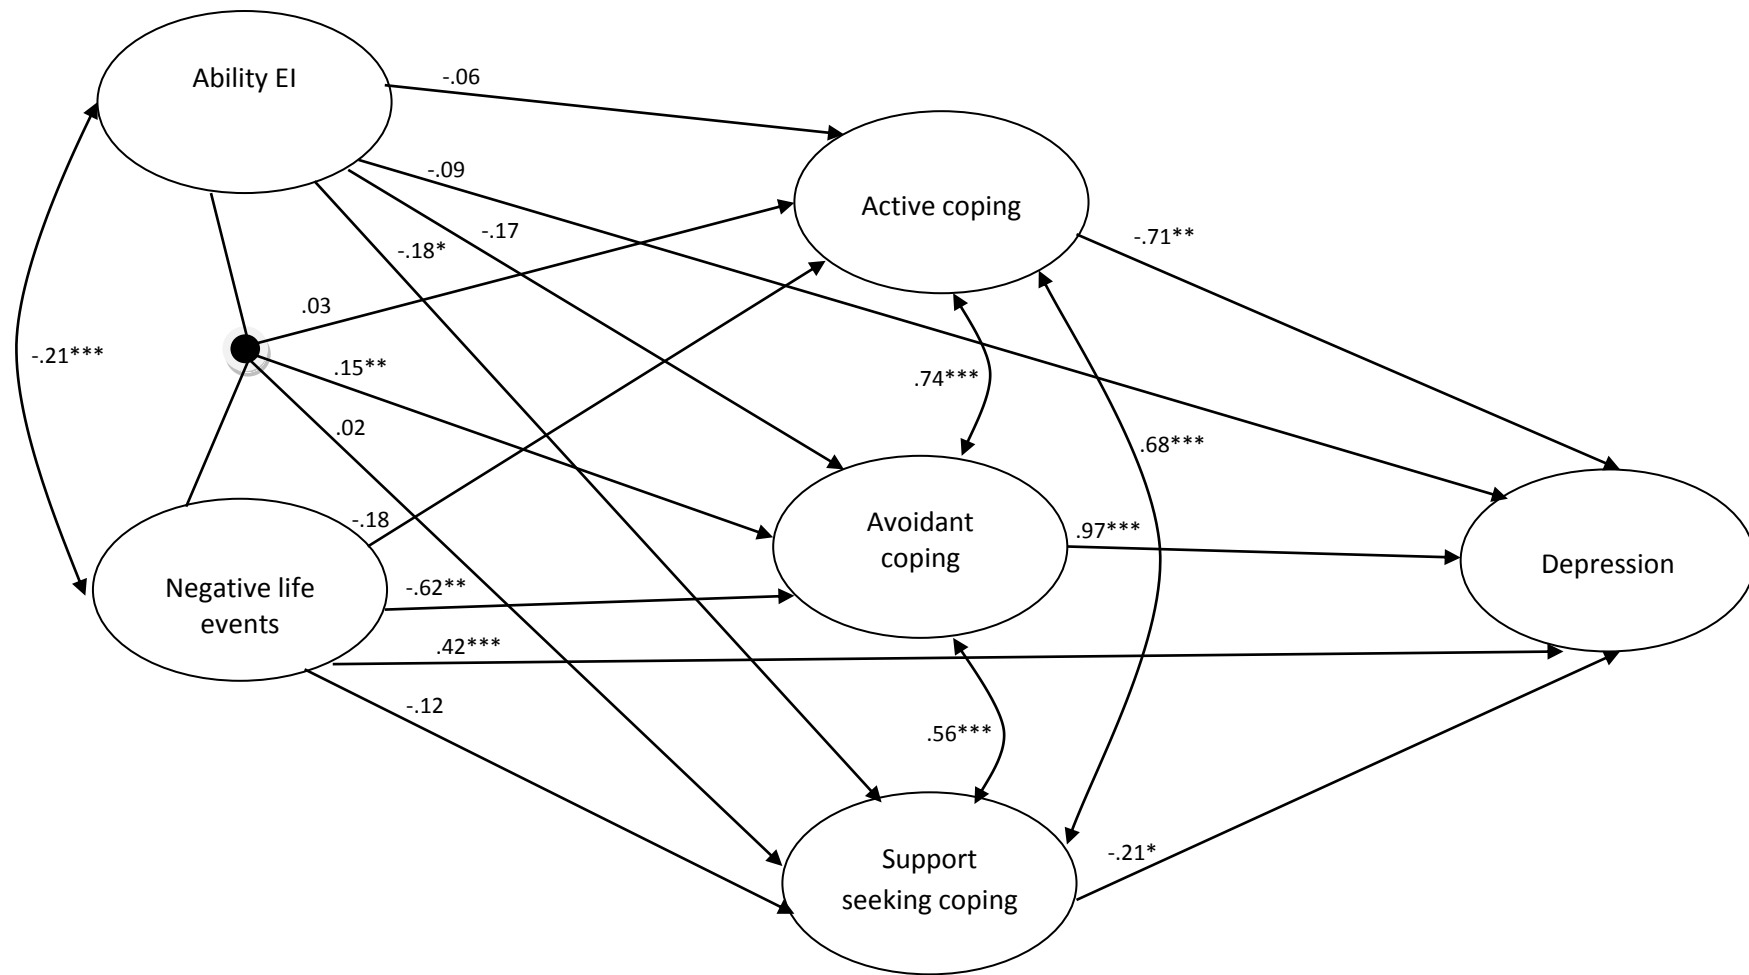 Ability EI
-.06
-.09
Active coping
-.17
-.18*
-.71**
.03
-.21***
.15**
.74***
.02
.68***
-.18
Avoidant
coping
.97***
Depression
Negative life
events
-.62**
.42***
-.12
.56***
Support
seeking coping
-.21*